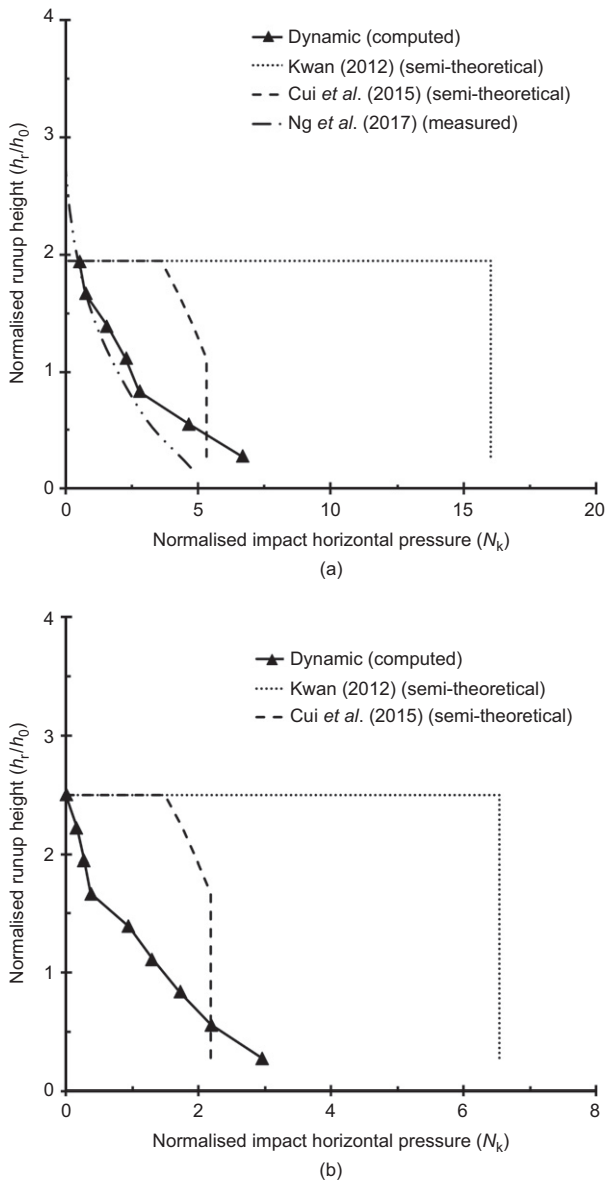 4
3
2
1
0
Normalised runup height (hr/h0)
Dynamic (computed)
Kwan (2012) (semi-theoretical)
Cui et al. (2015) (semi-theoretical)
Ng et al. (2017) (measured)
0 5 10 15 20
Normalised impact horizontal pressure (Nk)
(a)
4
3
2
1
0
Normalised runup height (hr/h0)
Dynamic (computed)
Kwan (2012) (semi-theoretical)
Cui et al. (2015) (semi-theoretical)
0 2 4 6 8
Normalised impact horizontal pressure (Nk)
(b)